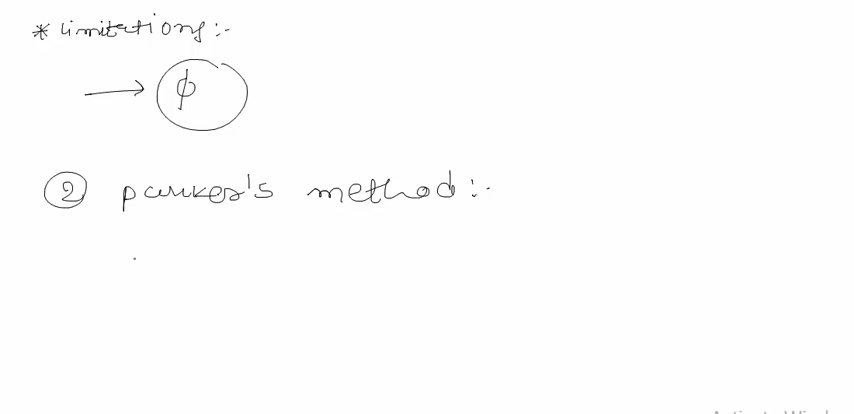 * Limitations :-
→ φ
② parker's method :-